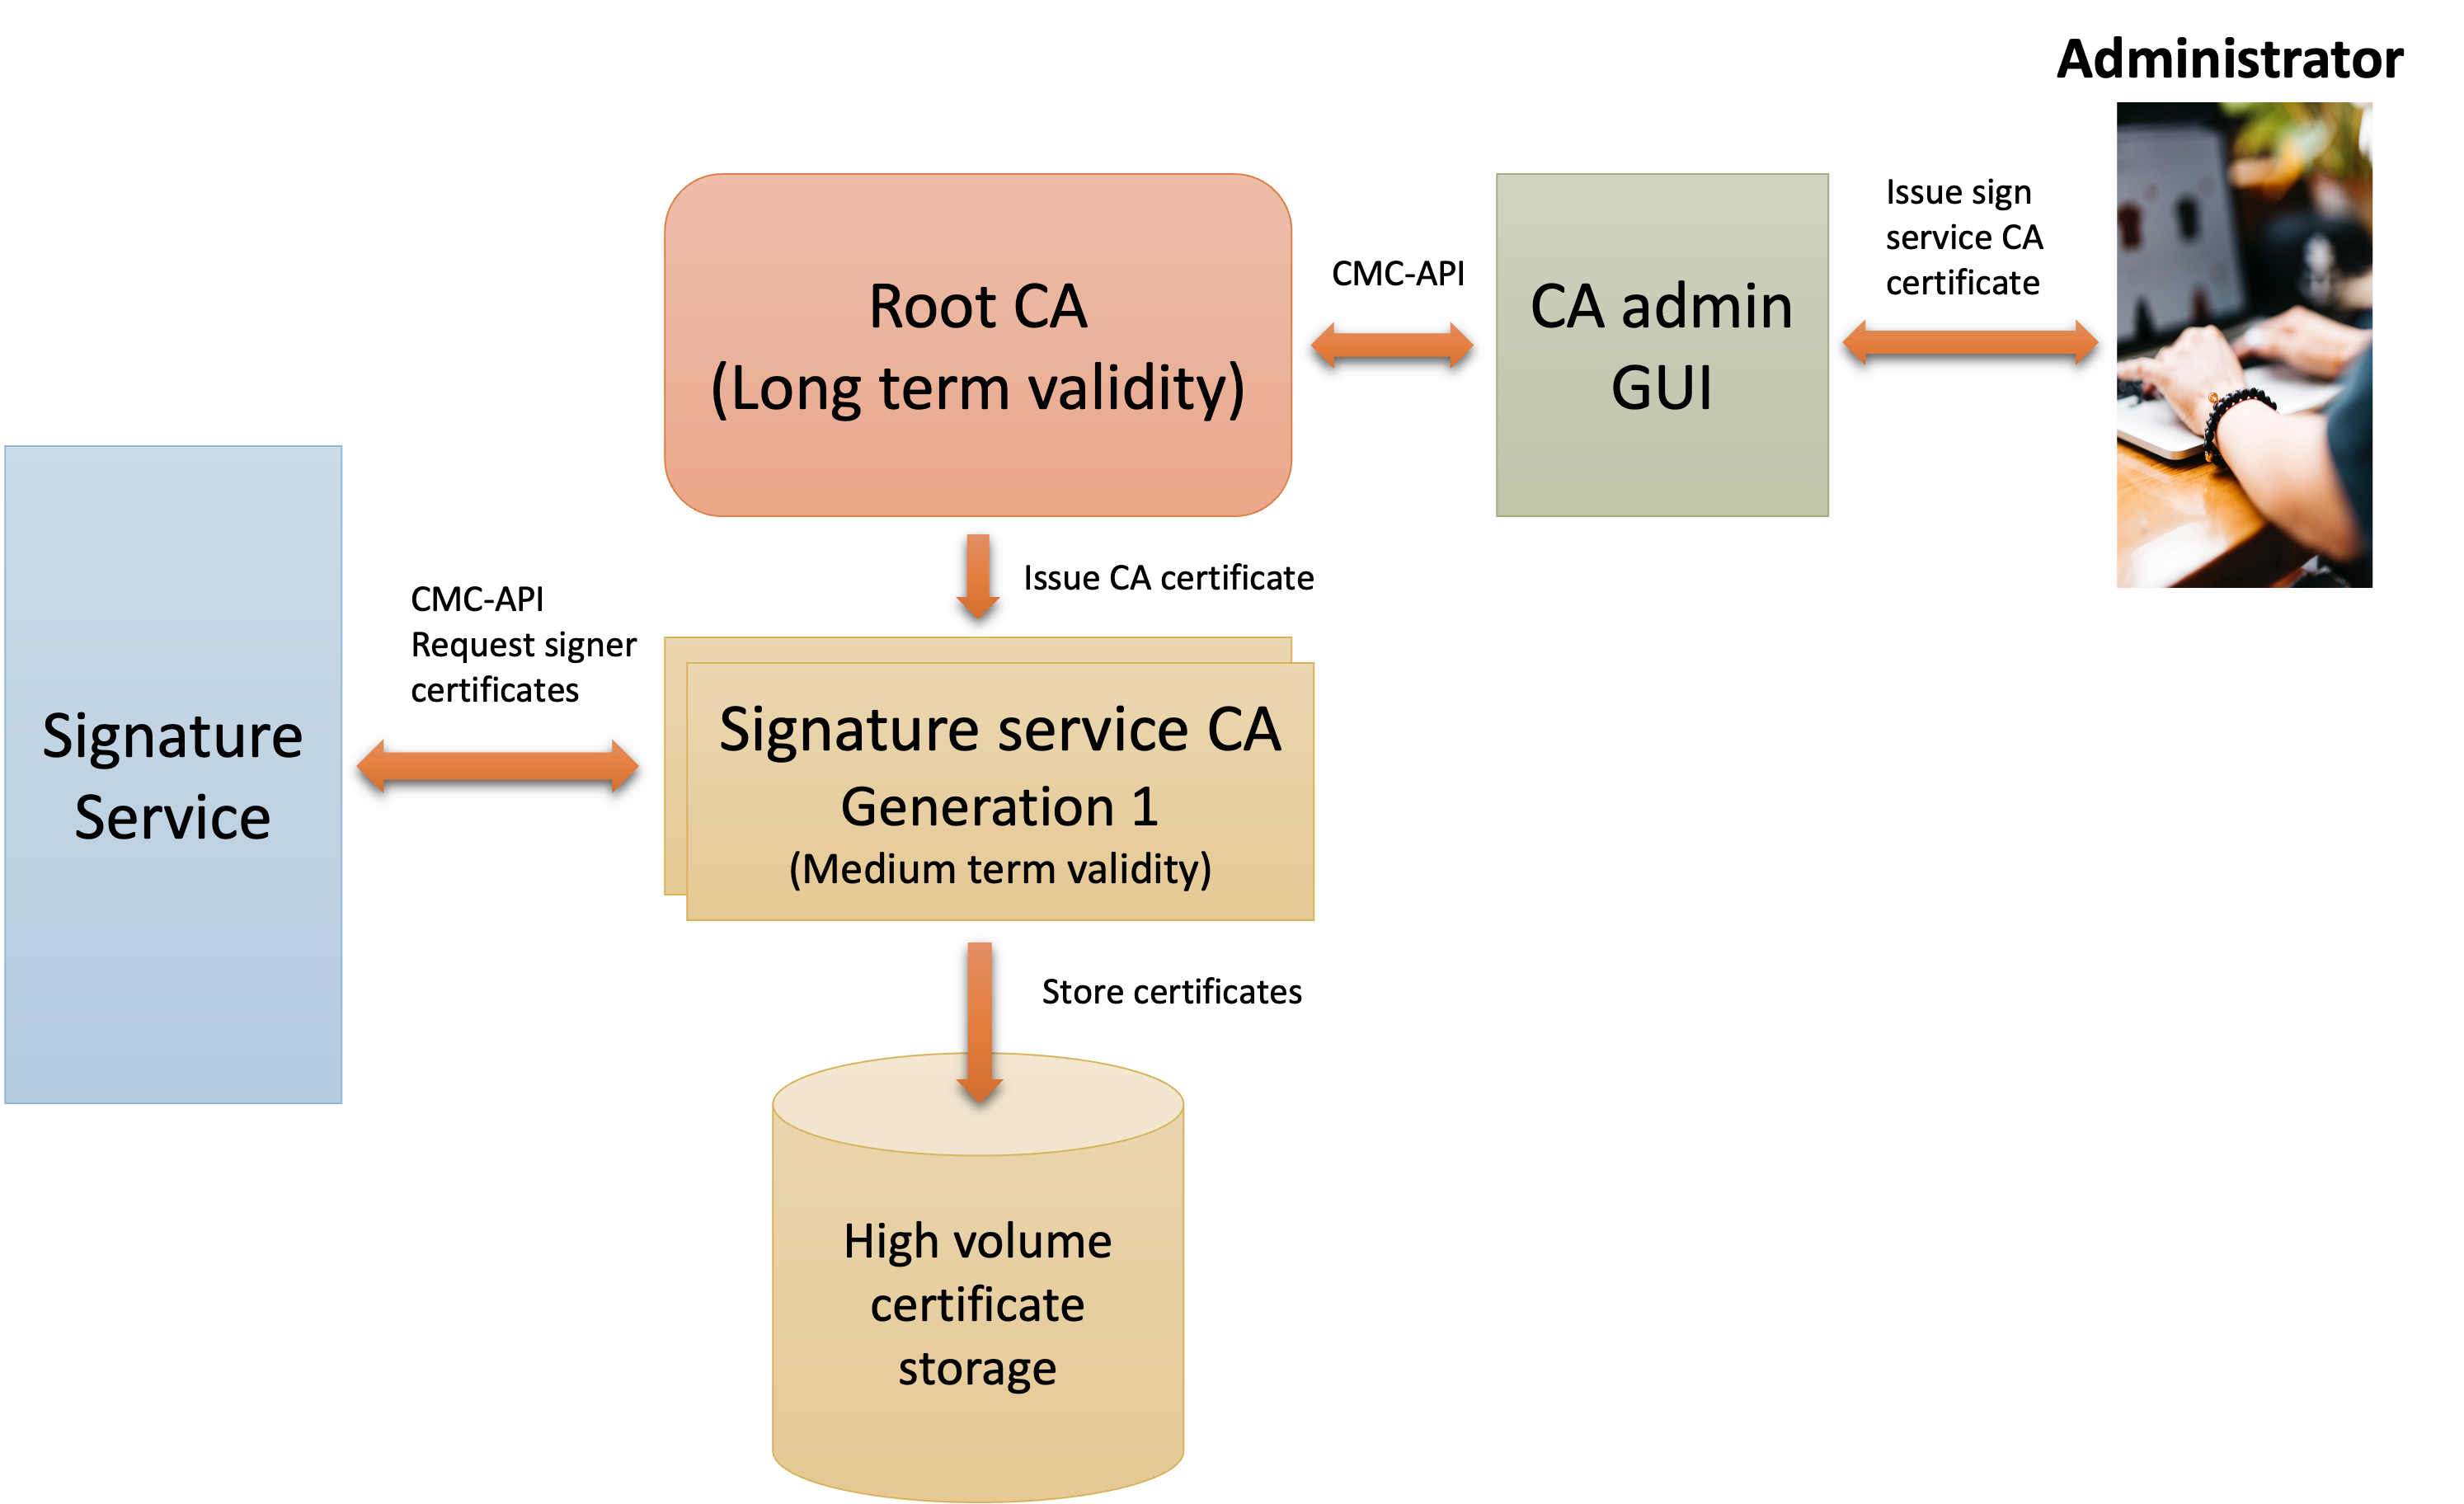 Administrator
Issue sign
service CA
certificate
CMC-API
Root CA
(Long term validity)
CA admin
GUI
Issue CA certificate
CMC-API
Request signer
certificates
Signature
Service
Signature service CA
Generation 1
(Medium term validity)
Store certificates
High volume
certificate
storage